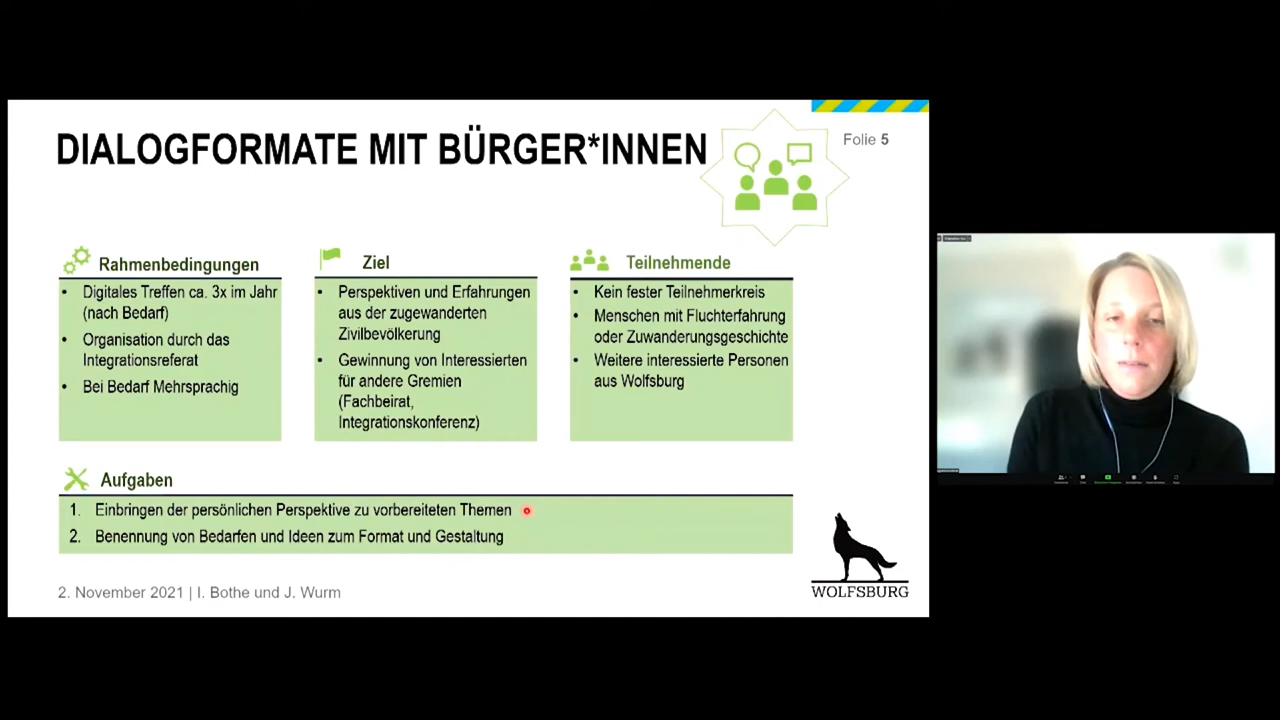 DIALOGFORMATE MIT BÜRGER*INNEN
Folie 5
Rahmenbedingungen
• Digitales Treffen ca. 3x im Jahr
(nach Bedarf)
• Organisation durch das
Integrationsreferat
• Bei Bedarf Mehrsprachig
Ziel
• Perspektiven und Erfahrungen
aus der zugewanderten
Zivilbevölkerung
• Gewinnung von Interessierten
für andere Gremien
(Fachbeirat,
Integrationskonferenz)
Teilnehmende
• Kein fester Teilnehmerkreis
• Menschen mit Fluchterfahrung
oder Zuwanderungsgeschichte
• Weitere interessierte Personen
aus Wolfsburg
Aufgaben
1. Einbringen der persönlichen Perspektive zu vorbereiteten Themen
2. Benennung von Bedarfen und Ideen zum Format und Gestaltung
2. November 2021 | I. Bothe und J. Wurm
WOLFSBURG